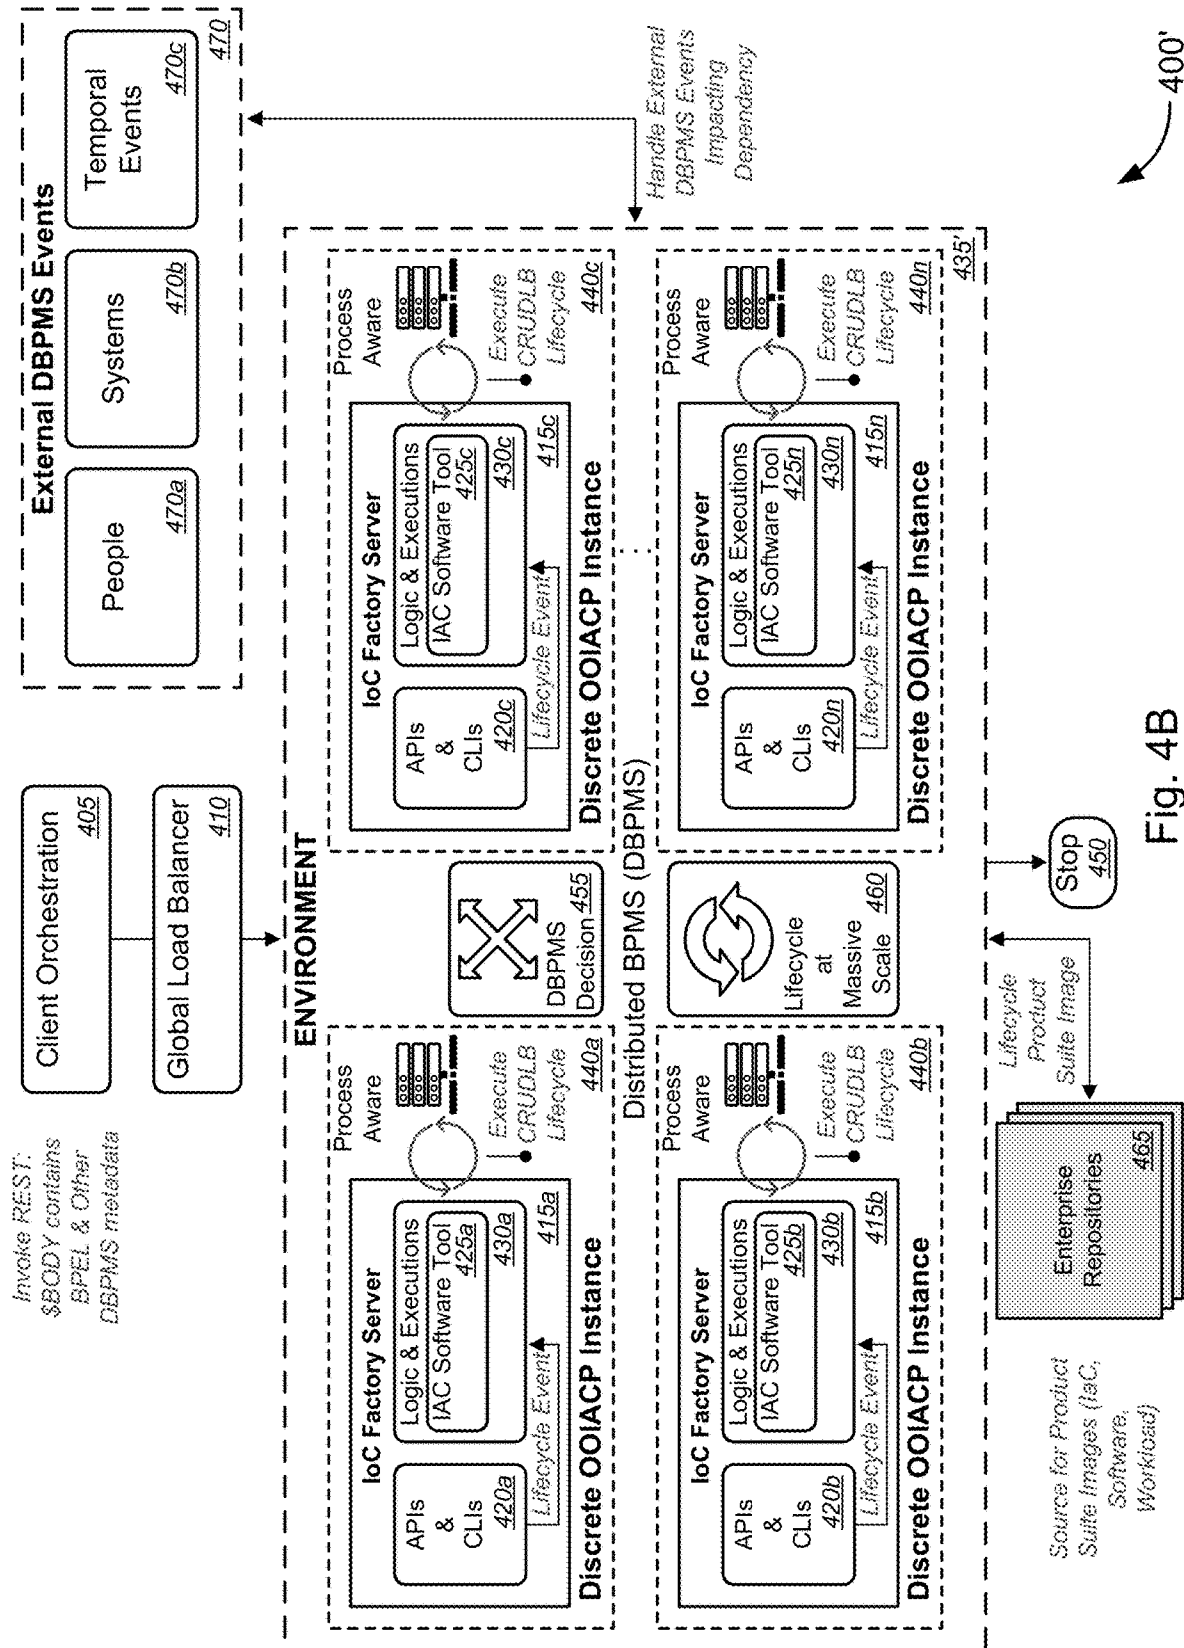 Invoke REST:
$BODY contains
BPEL & Other
DBPMS metadata
Client Orchestration
405
Global Load Balancer
410
External DBPMS Events
People
470a
Systems
470b
Temporal
Events
470c
470
Handle External
DBPMS Events
Impacting
Dependency
ENVIRONMENT
IoC Factory Server
APIs
&
CLIs
420a
Logic & Executions
IAC Software Tool
425a
430a
Lifecycle Event
415a
Discrete OOIACP Instance
Process
Aware
Execute
CRUDLB
Lifecycle
440a
DBPMS
Decision
455
IoC Factory Server
APIs
&
CLIs
420c
Logic & Executions
IAC Software Tool
425c
430c
Lifecycle Event
415c
Discrete OOIACP Instance
Process
Aware
Execute
CRUDLB
Lifecycle
440c
Distributed BPMS (DBPMS)
IoC Factory Server
APIs
&
CLIs
420b
Logic & Executions
IAC Software Tool
425b
430b
Lifecycle Event
415b
Discrete OOIACP Instance
Process
Aware
Execute
CRUDLB
Lifecycle
440b
Lifecycle
at
Massive
Scale
460
IoC Factory Server
APIs
&
CLIs
420n
Logic & Executions
IAC Software Tool
425n
430n
Lifecycle Event
415n
Discrete OOIACP Instance
Process
Aware
Execute
CRUDLB
Lifecycle
440n
435'
Source for Product
Suite Images (IaC,
Software,
Workload)
Enterprise
Repositories
465
Lifecycle
Product
Suite Image
Stop
450
Fig. 4B
400'